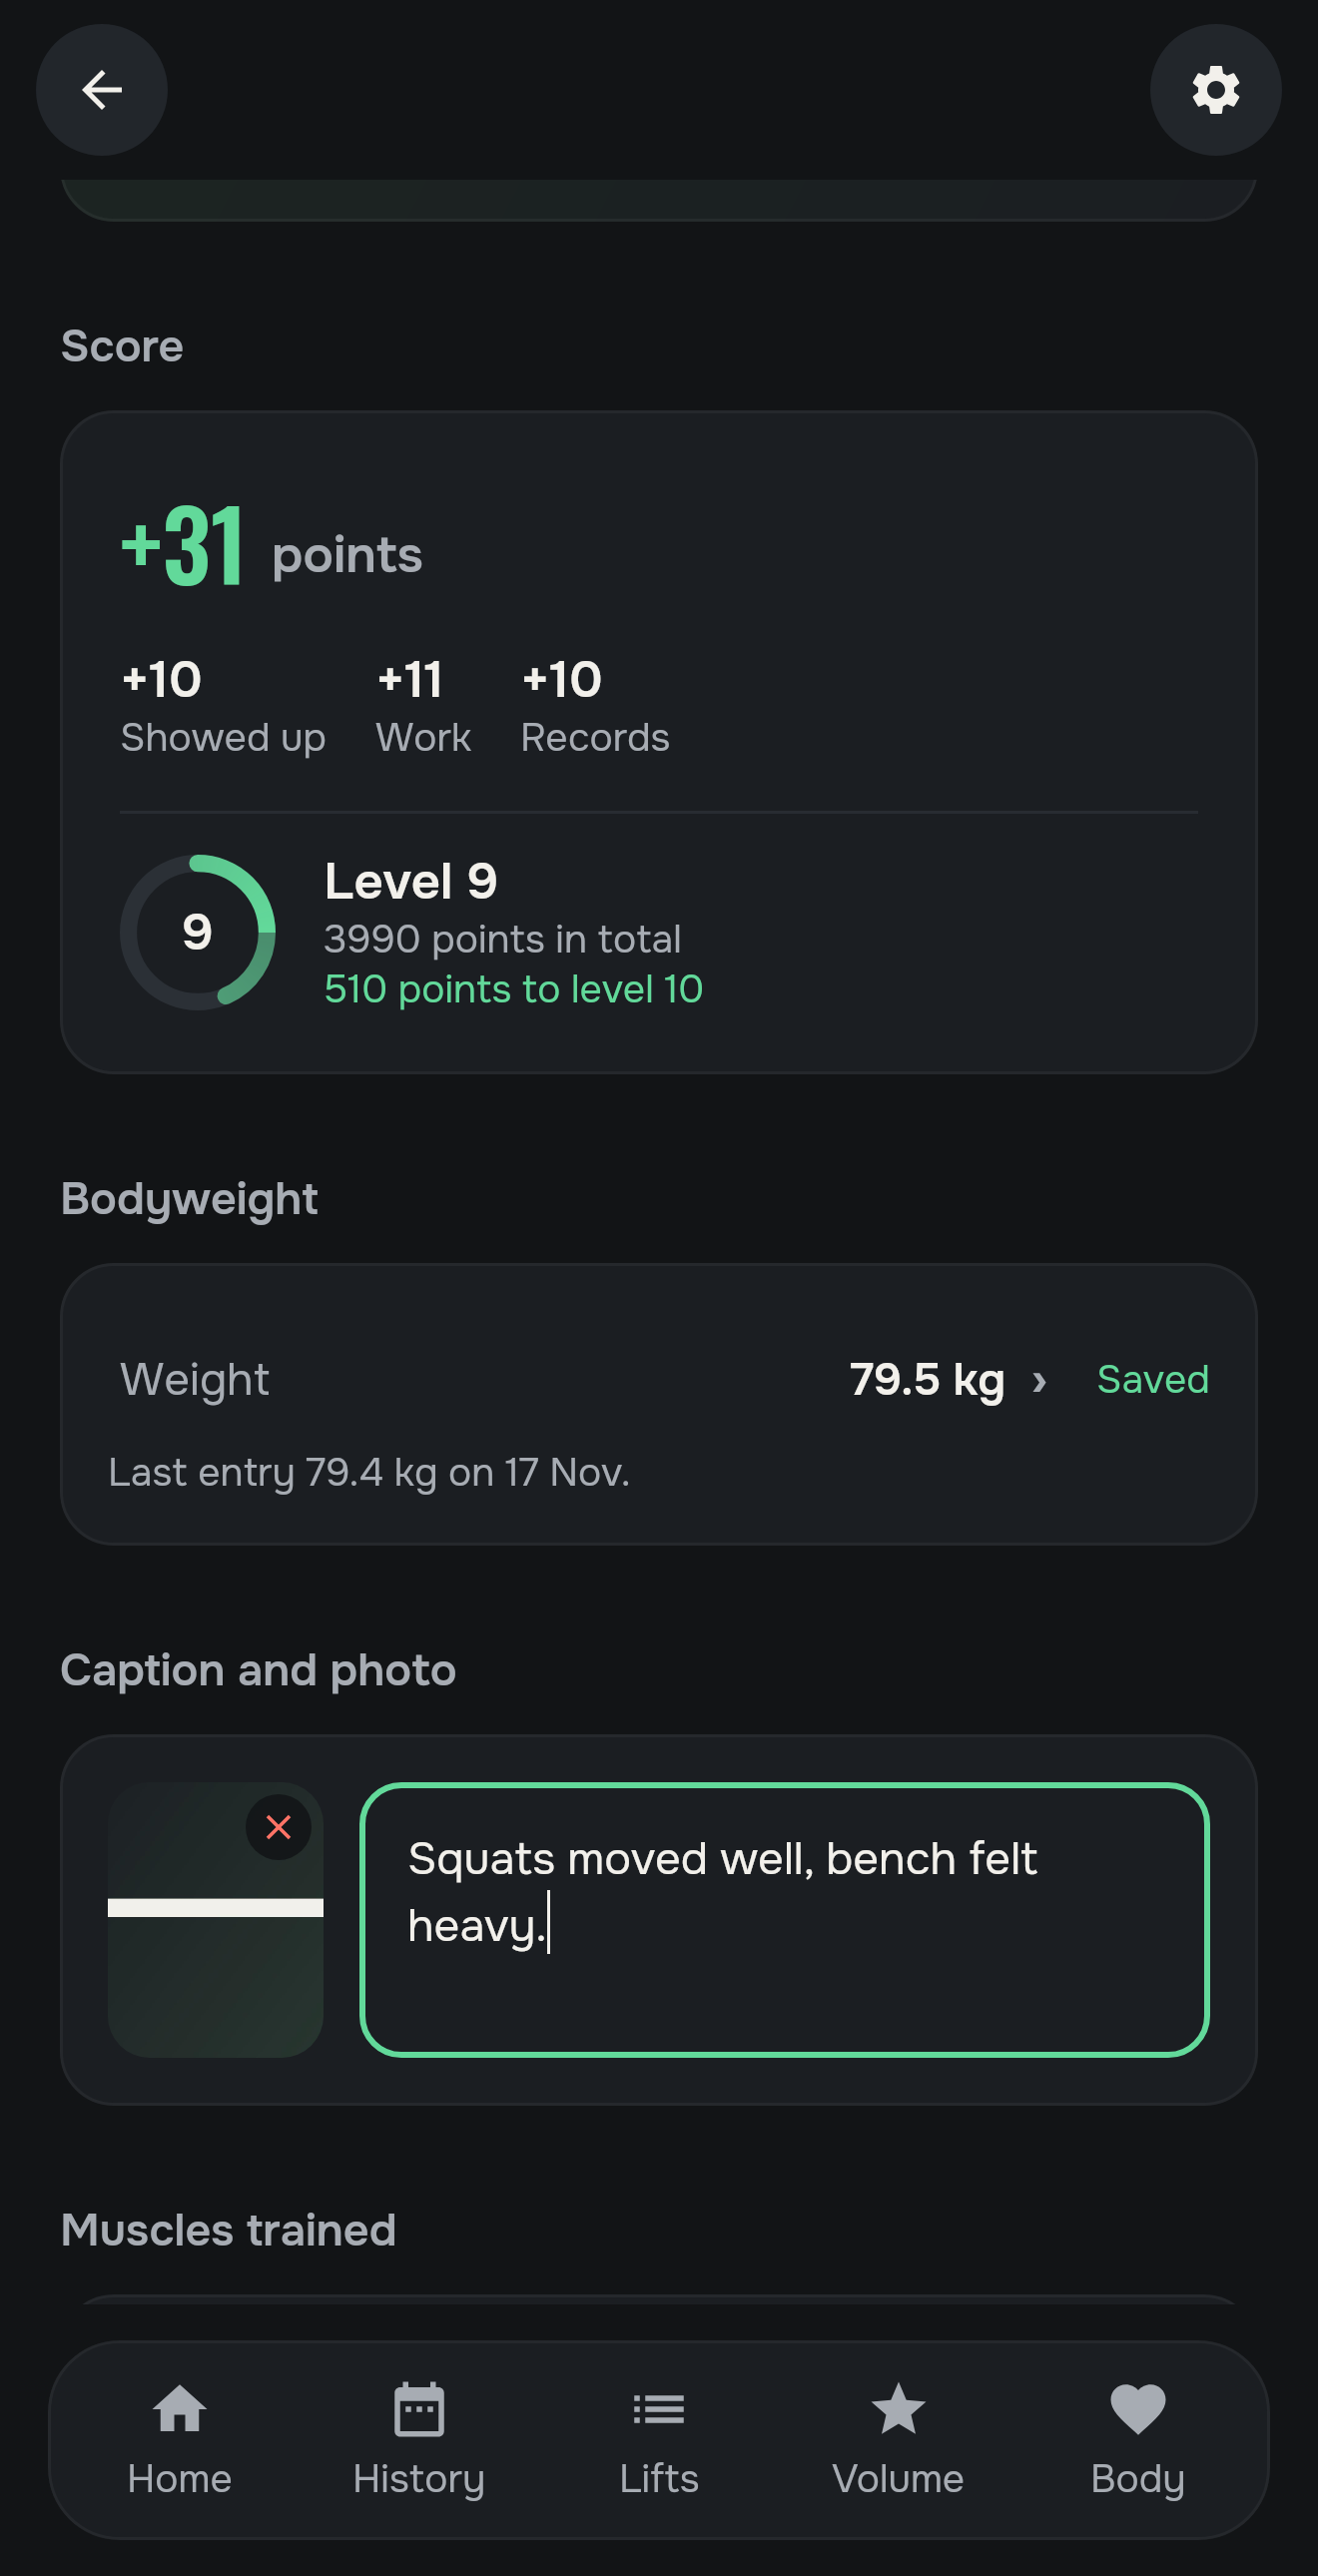 Score
+31 points
+10 +11 +10
Showed up Work Records
9
Level 9
3990 points in total
510 points to level 10
Bodyweight
Weight 79.5 kg › Saved
Last entry 79.4 kg on 17 Nov.
Caption and photo
Squats moved well, bench felt
heavy.
Muscles trained
Home History Lifts Volume Body